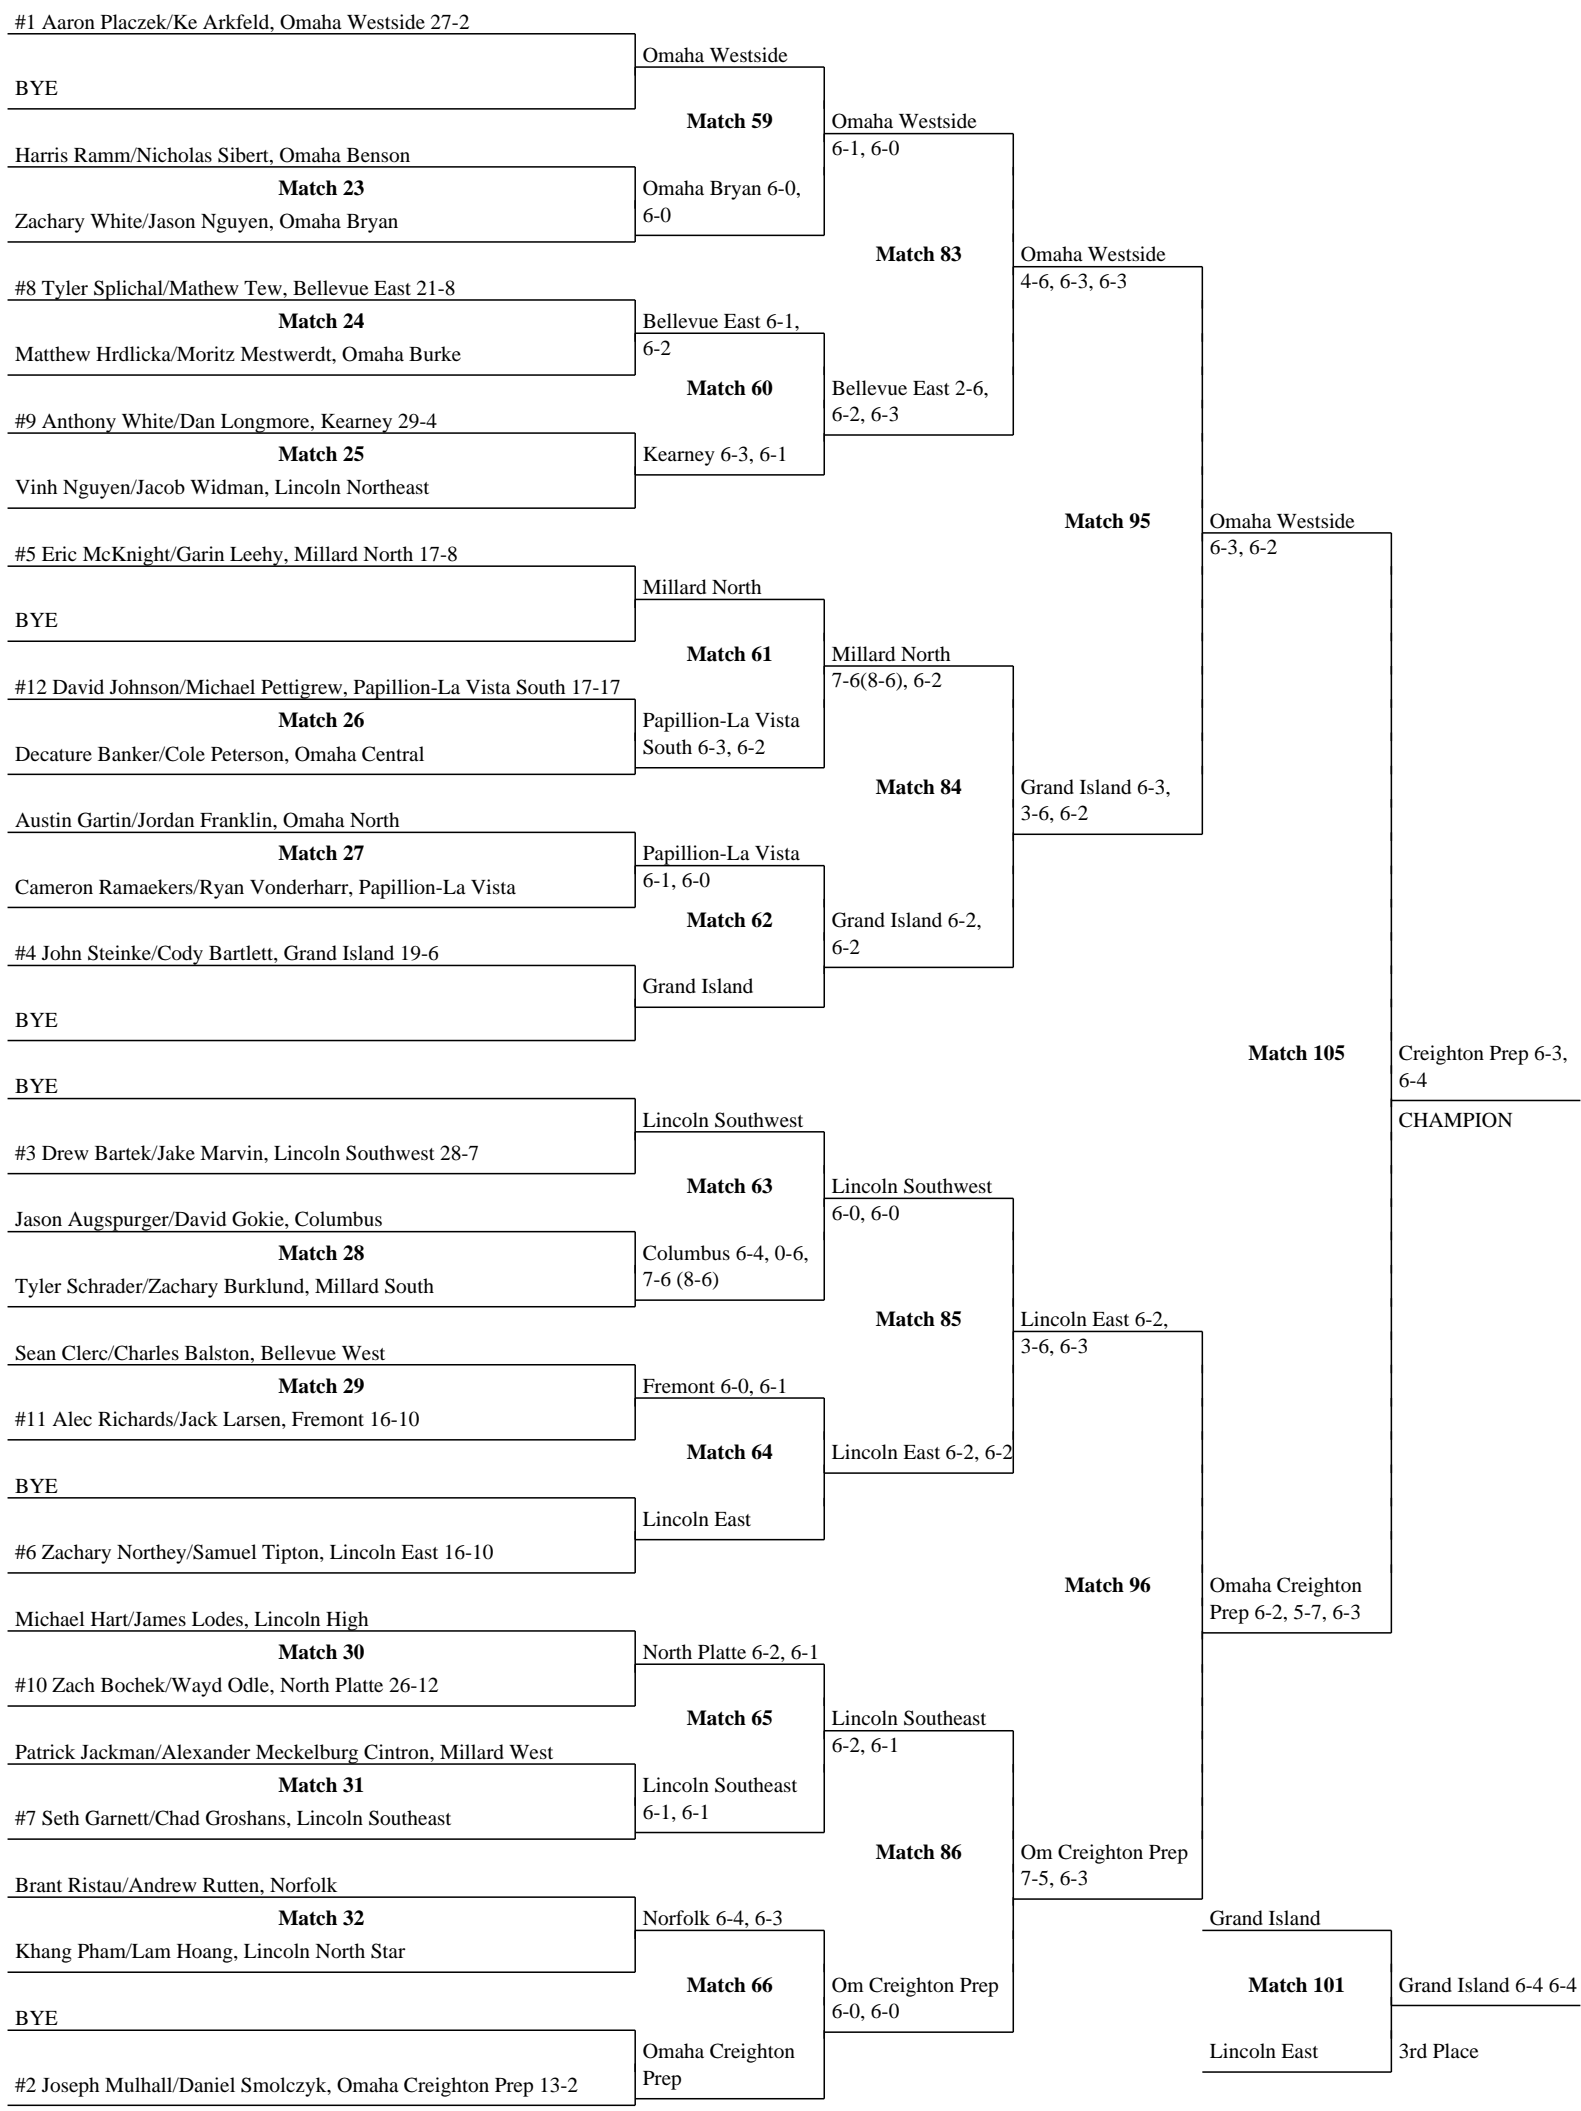 #1 Aaron Placzek/Ke Arkfeld, Omaha Westside 27-2
Omaha Westside
BYE
Match 59
Omaha Westside
6-1, 6-0
Harris Ramm/Nicholas Sibert, Omaha Benson
Match 23
Omaha Bryan 6-0,
6-0
Zachary White/Jason Nguyen, Omaha Bryan
Match 83
Omaha Westside
4-6, 6-3, 6-3
#8 Tyler Splichal/Mathew Tew, Bellevue East 21-8
Match 24
Bellevue East 6-1,
6-2
Matthew Hrdlicka/Moritz Mestwerdt, Omaha Burke
Match 60
Bellevue East 2-6,
6-2, 6-3
#9 Anthony White/Dan Longmore, Kearney 29-4
Match 25
Kearney 6-3, 6-1
Vinh Nguyen/Jacob Widman, Lincoln Northeast
Match 95
Omaha Westside
6-3, 6-2
#5 Eric McKnight/Garin Leehy, Millard North 17-8
Millard North
BYE
Match 61
Millard North
7-6(8-6), 6-2
#12 David Johnson/Michael Pettigrew, Papillion-La Vista South 17-17
Match 26
Papillion-La Vista
South 6-3, 6-2
Decature Banker/Cole Peterson, Omaha Central
Match 84
Grand Island 6-3,
3-6, 6-2
Austin Gartin/Jordan Franklin, Omaha North
Match 27
Papillion-La Vista
6-1, 6-0
Cameron Ramaekers/Ryan Vonderharr, Papillion-La Vista
Match 62
Grand Island 6-2,
6-2
#4 John Steinke/Cody Bartlett, Grand Island 19-6
Grand Island
BYE
Match 105
Creighton Prep 6-3,
6-4
CHAMPION
BYE
Lincoln Southwest
#3 Drew Bartek/Jake Marvin, Lincoln Southwest 28-7
Match 63
Lincoln Southwest
6-0, 6-0
Jason Augspurger/David Gokie, Columbus
Match 28
Columbus 6-4, 0-6,
7-6 (8-6)
Tyler Schrader/Zachary Burklund, Millard South
Match 85
Lincoln East 6-2,
3-6, 6-3
Sean Clerc/Charles Balston, Bellevue West
Match 29
Fremont 6-0, 6-1
#11 Alec Richards/Jack Larsen, Fremont 16-10
Match 64
Lincoln East 6-2, 6-2
BYE
Lincoln East
#6 Zachary Northey/Samuel Tipton, Lincoln East 16-10
Match 96
Omaha Creighton
Prep 6-2, 5-7, 6-3
Michael Hart/James Lodes, Lincoln High
Match 30
North Platte 6-2, 6-1
#10 Zach Bochek/Wayd Odle, North Platte 26-12
Match 65
Lincoln Southeast
6-2, 6-1
Patrick Jackman/Alexander Meckelburg Cintron, Millard West
Match 31
Lincoln Southeast
6-1, 6-1
#7 Seth Garnett/Chad Groshans, Lincoln Southeast
Match 86
Om Creighton Prep
7-5, 6-3
Brant Ristau/Andrew Rutten, Norfolk
Match 32
Norfolk 6-4, 6-3
Khang Pham/Lam Hoang, Lincoln North Star
Match 66
Om Creighton Prep
6-0, 6-0
BYE
Omaha Creighton
Prep
#2 Joseph Mulhall/Daniel Smolczyk, Omaha Creighton Prep 13-2
Grand Island
Match 101
Grand Island 6-4 6-4
Lincoln East
3rd Place